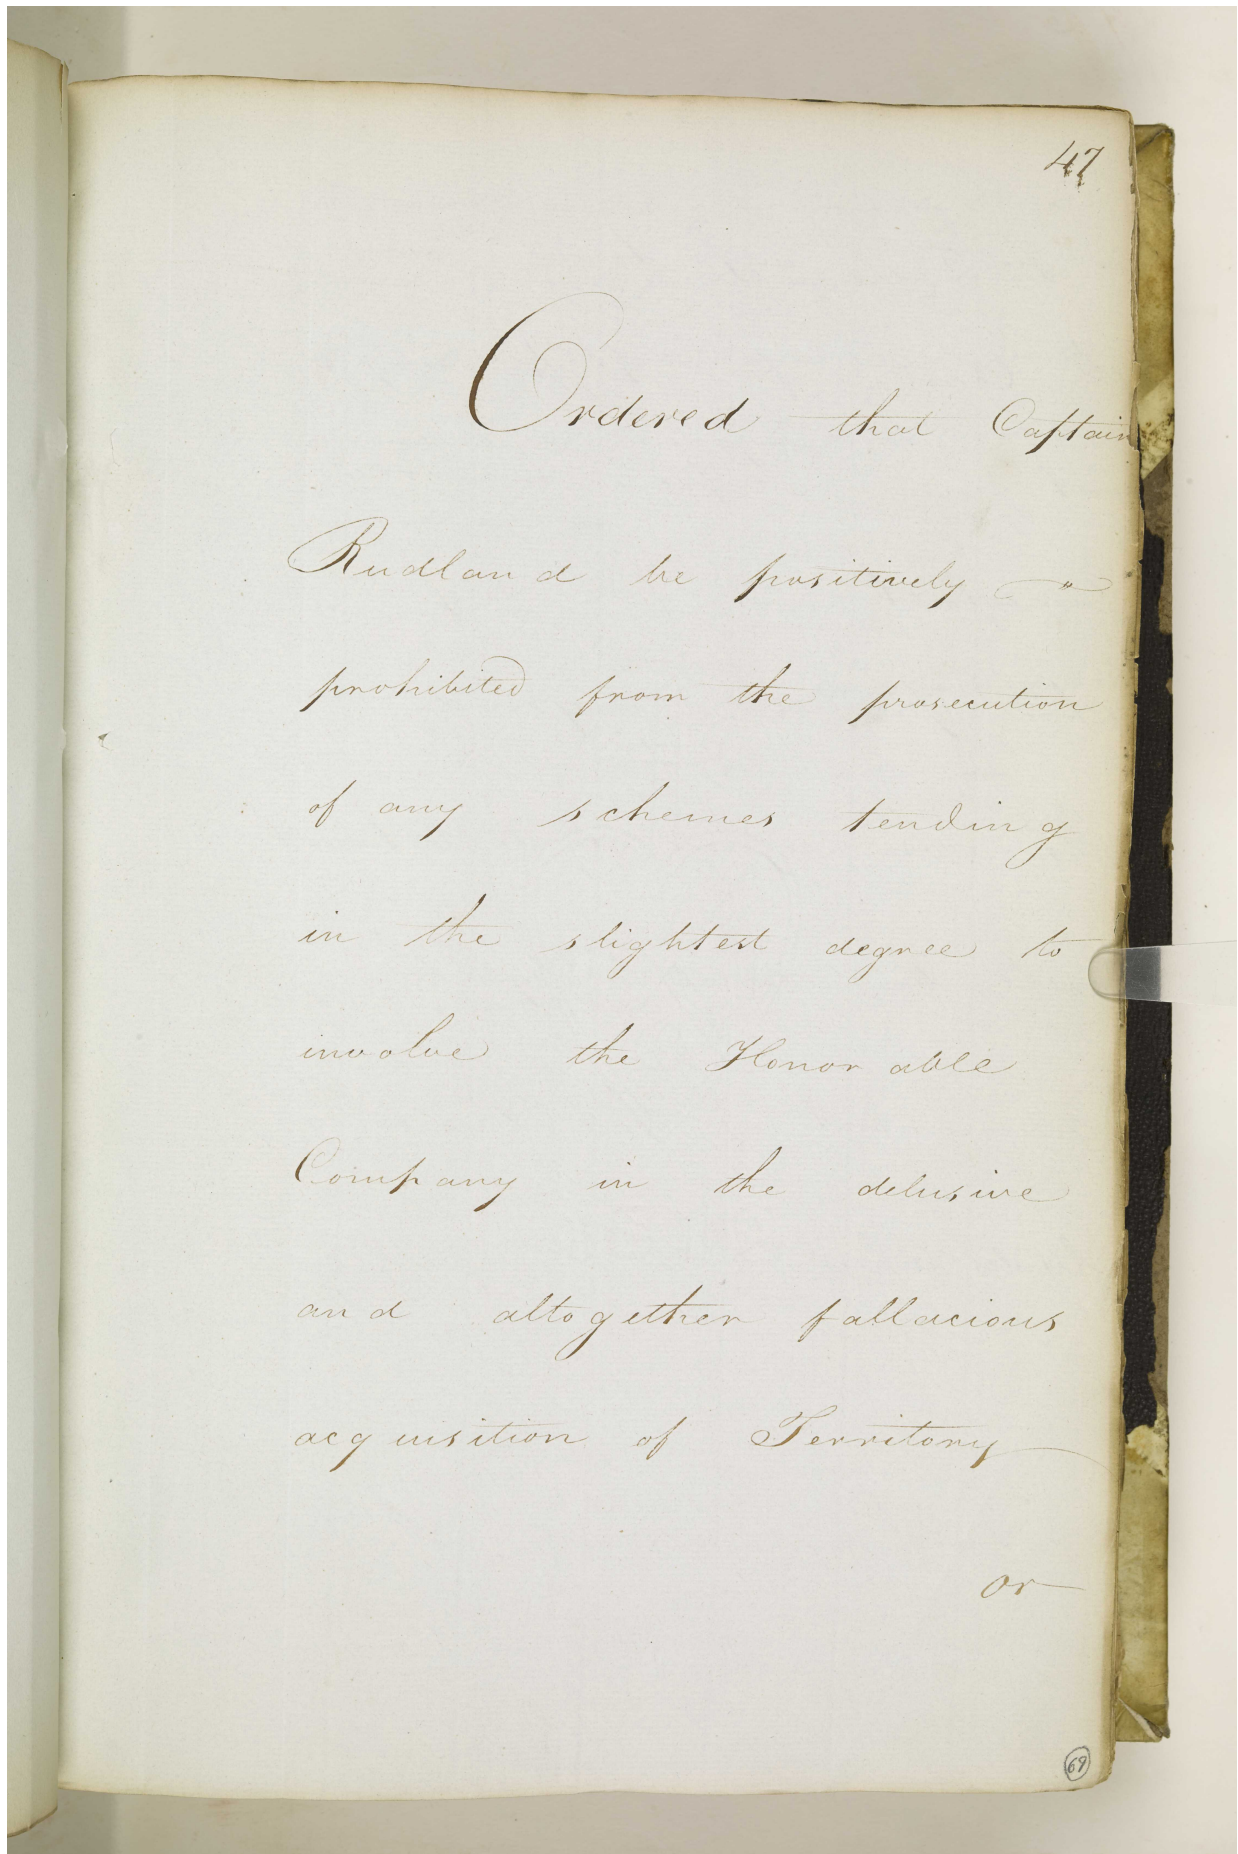 47
Ordered that Captain
Rudland be positively
prohibited from the prosecution
of any schemes tending
in the slightest degree to
involve the Honorable
Company in the delusive
and altogether fallacious
acquisition of Territory
or
69